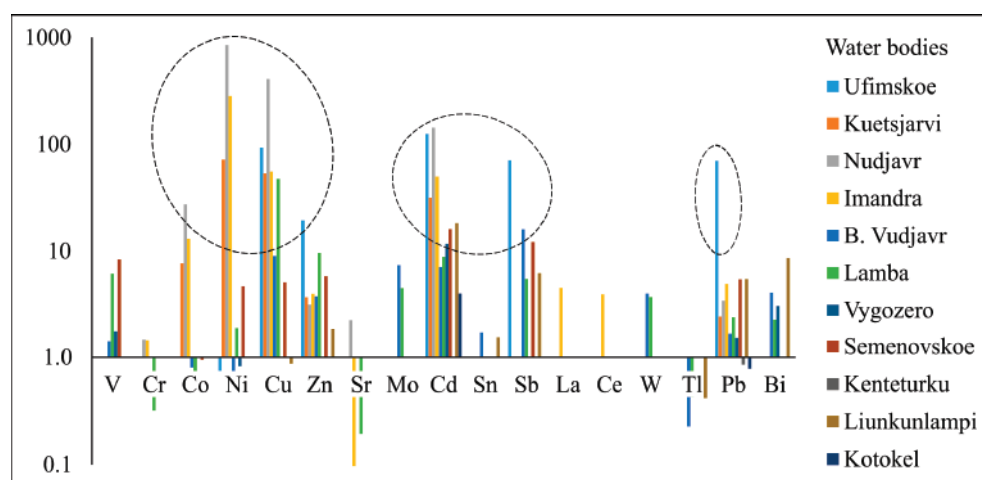 1000
100
10
1.0
0.1
V Cr Co Ni Cu Zn Sr Mo Cd Sn Sb La Ce W Tl Pb Bi
Water bodies
Ufimskoe
Kuetsjarvi
Nudjavr
Imandra
B. Vudjavr
Lamba
Vygozero
Semenovskoe
Kenteturku
Liunkunlampi
Kotokel